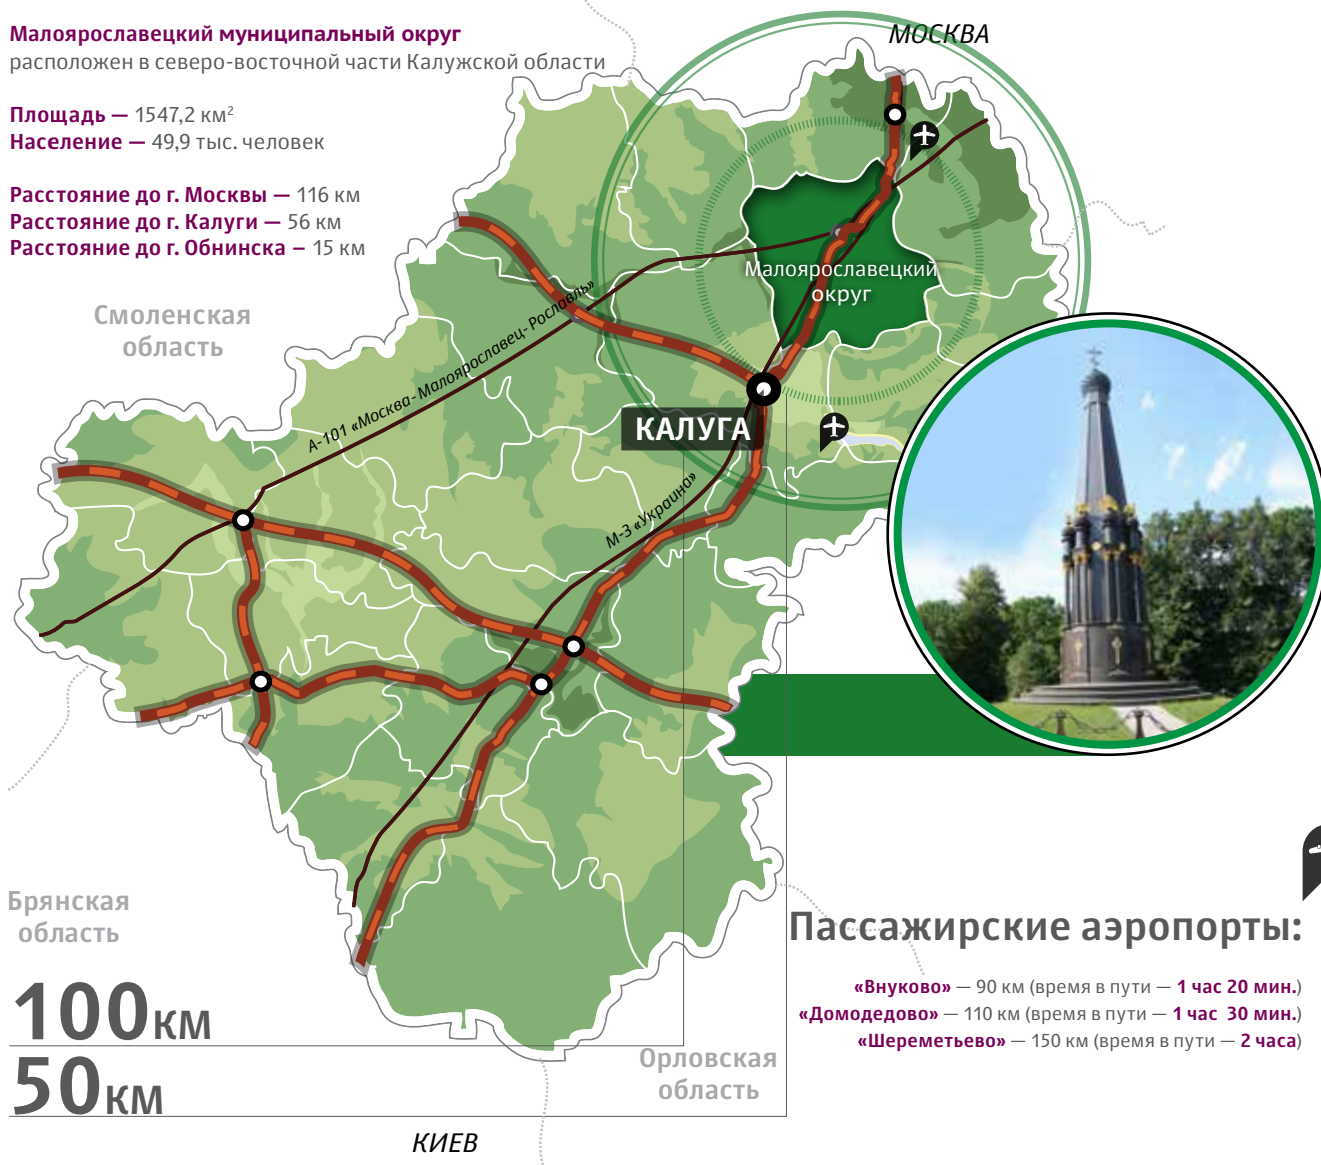 Малоярославецкий муниципальный округ
расположен в северо-восточной части Калужской области
Площадь — 1547,2 км²
Население — 49,9 тыс. человек
Расстояние до г. Москвы — 116 км
Расстояние до г. Калуги — 56 км
Расстояние до г. Обнинска – 15 км
МОСКВА
Малоярославецкий
округ
Смоленская
область
А-101 «Москва-Малоярославец-Рославль»
КАЛУГА
М-3 «Украина»
Брянская
область
100км
50км
Орловская
область
КИЕВ
Пассажирские аэропорты:
«Внуково» — 90 км (время в пути — 1 час 20 мин.)
«Домодедово» — 110 км (время в пути — 1 час 30 мин.)
«Шереметьево» — 150 км (время в пути — 2 часа)